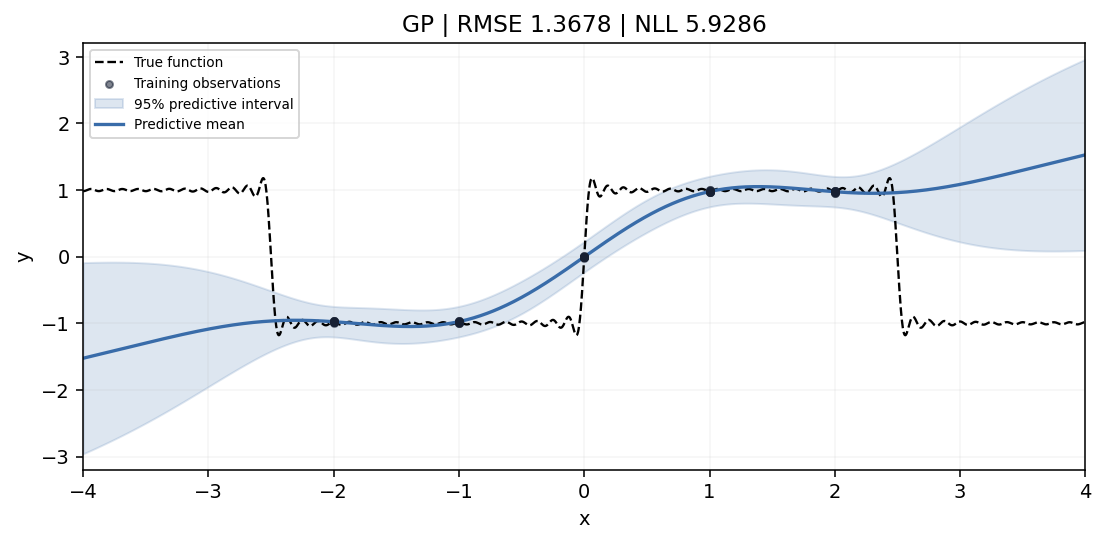 GP | RMSE 1.3678 | NLL 5.9286
True function
Training observations
95% predictive interval
Predictive mean
3
2
1
0
−1
−2
−3
y
−4 −3 −2 −1 0 1 2 3 4
x